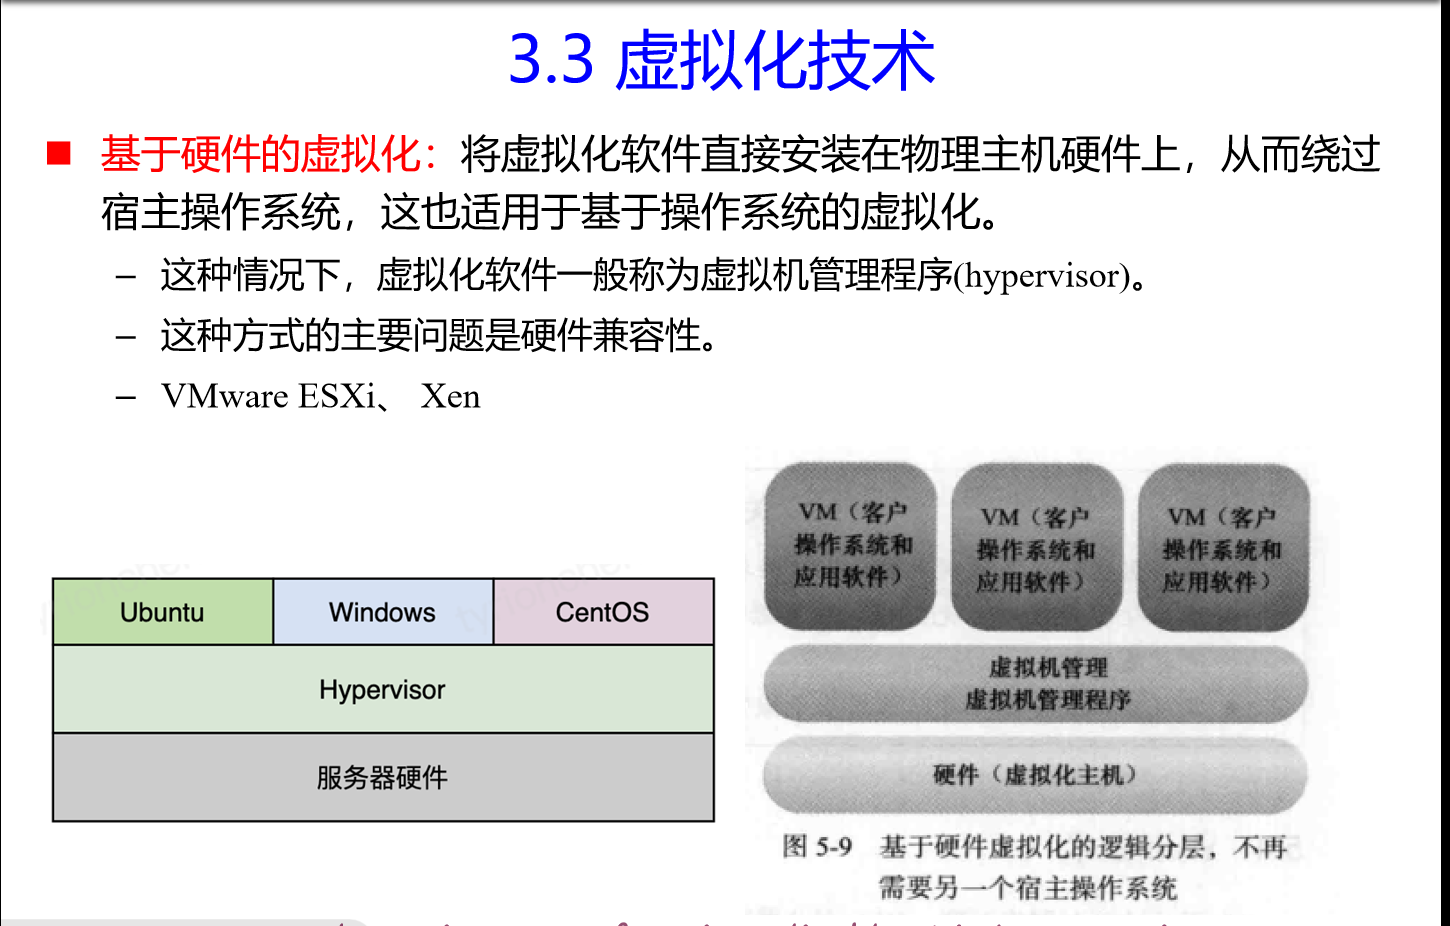 3.3 虚拟化技术
基于硬件的虚拟化：将虚拟化软件直接安装在物理主机硬件上，从而绕过
宿主操作系统，这也适用于基于操作系统的虚拟化。
– 这种情况下，虚拟化软件一般称为虚拟机管理程序(hypervisor)。
– 这种方式的主要问题是硬件兼容性。
– VMware ESXi、 Xen
Ubuntu
Windows
CentOS
Hypervisor
服务器硬件
VM（客户
操作系统和
应用软件）
VM（客户
操作系统和
应用软件）
VM（客户
操作系统和
应用软件）
虚拟机管理
虚拟机管理程序
硬件（虚拟化主机）
图 5-9 基于硬件虚拟化的逻辑分层，不再
需要另一个宿主操作系统